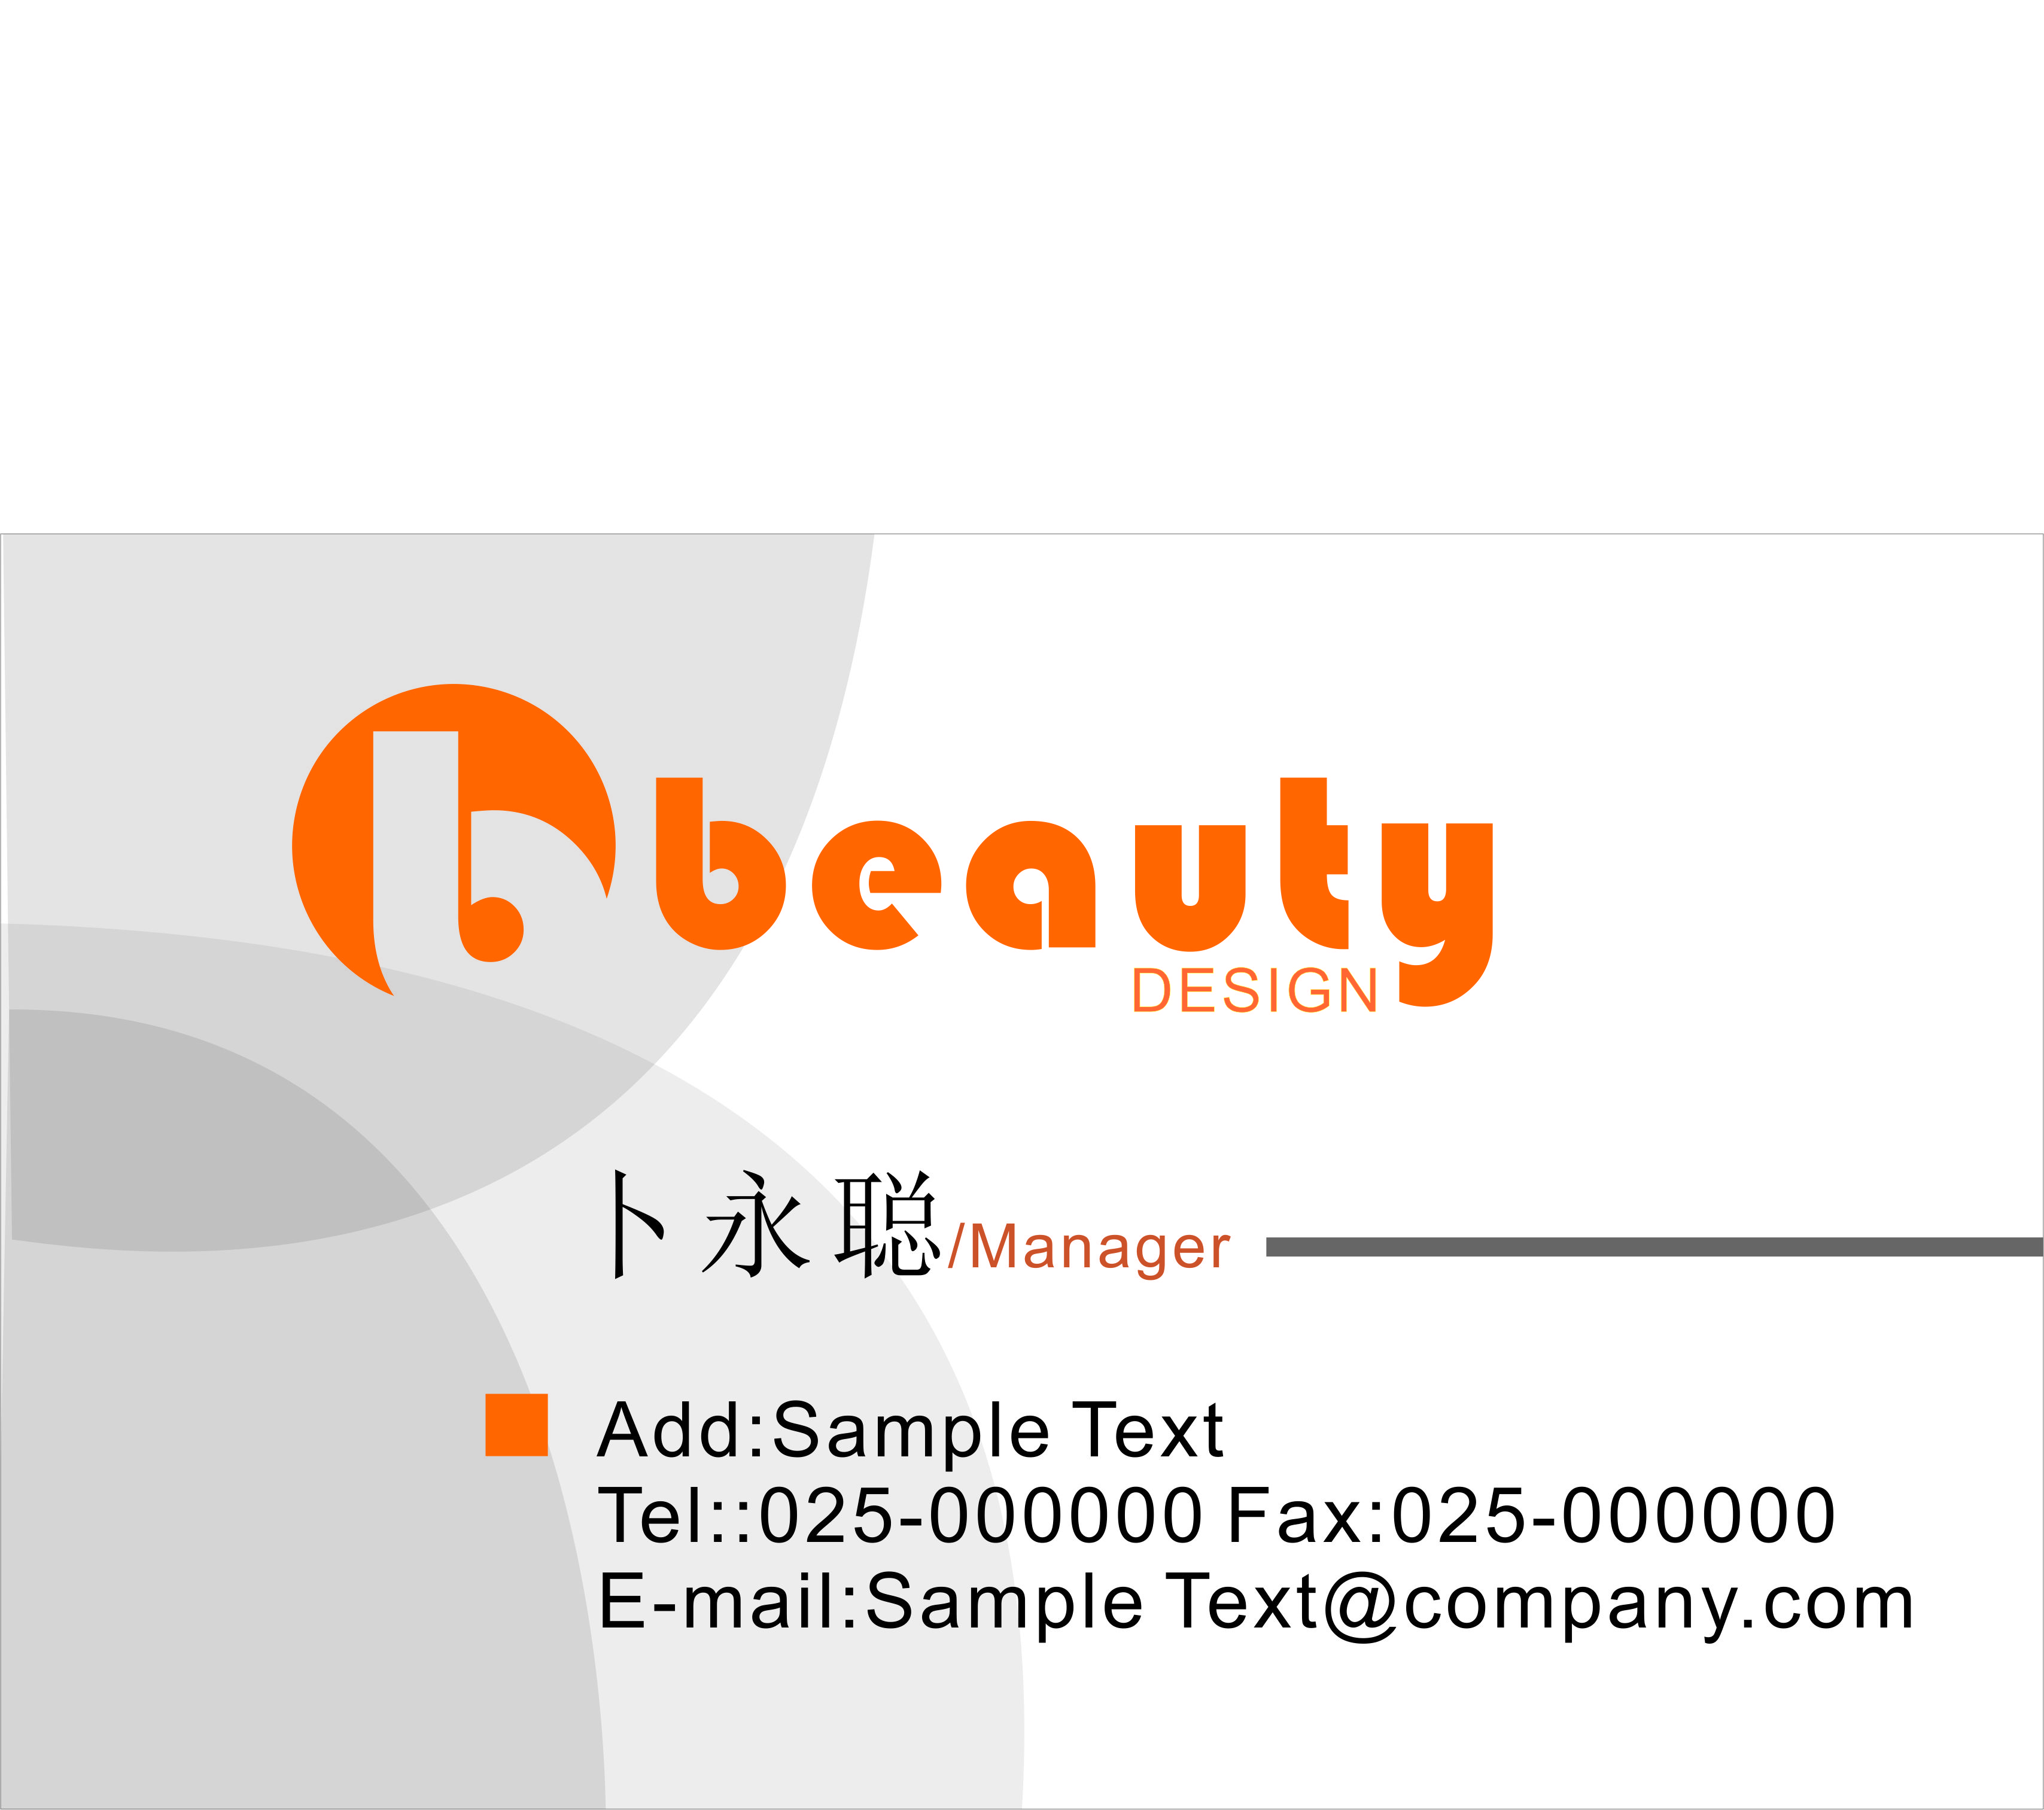 beauty
DESIGN
卜永聪/Manager
Add:Sample Text
Tel::025-000000 Fax:025-000000
E-mail:Sample Text@company.com